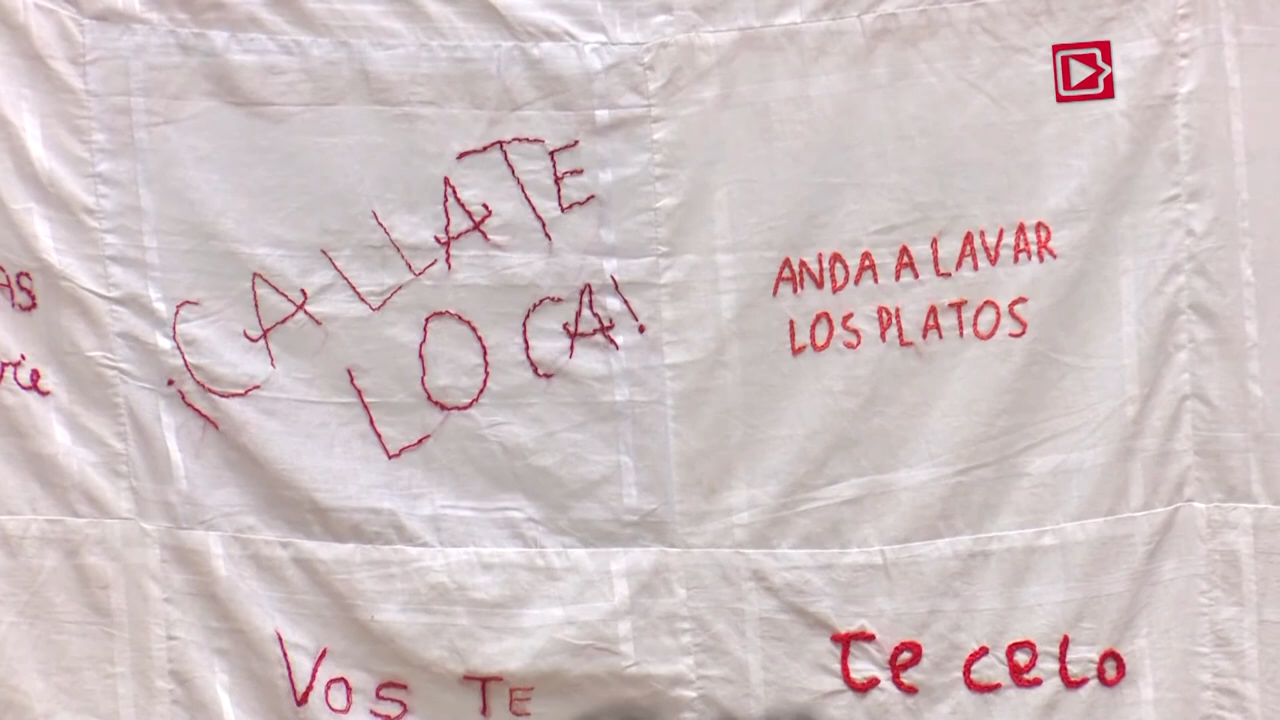 ¡CALLATE
LOCA!
ANDA A LAVAR
LOS PLATOS
VOS TE
Te celo